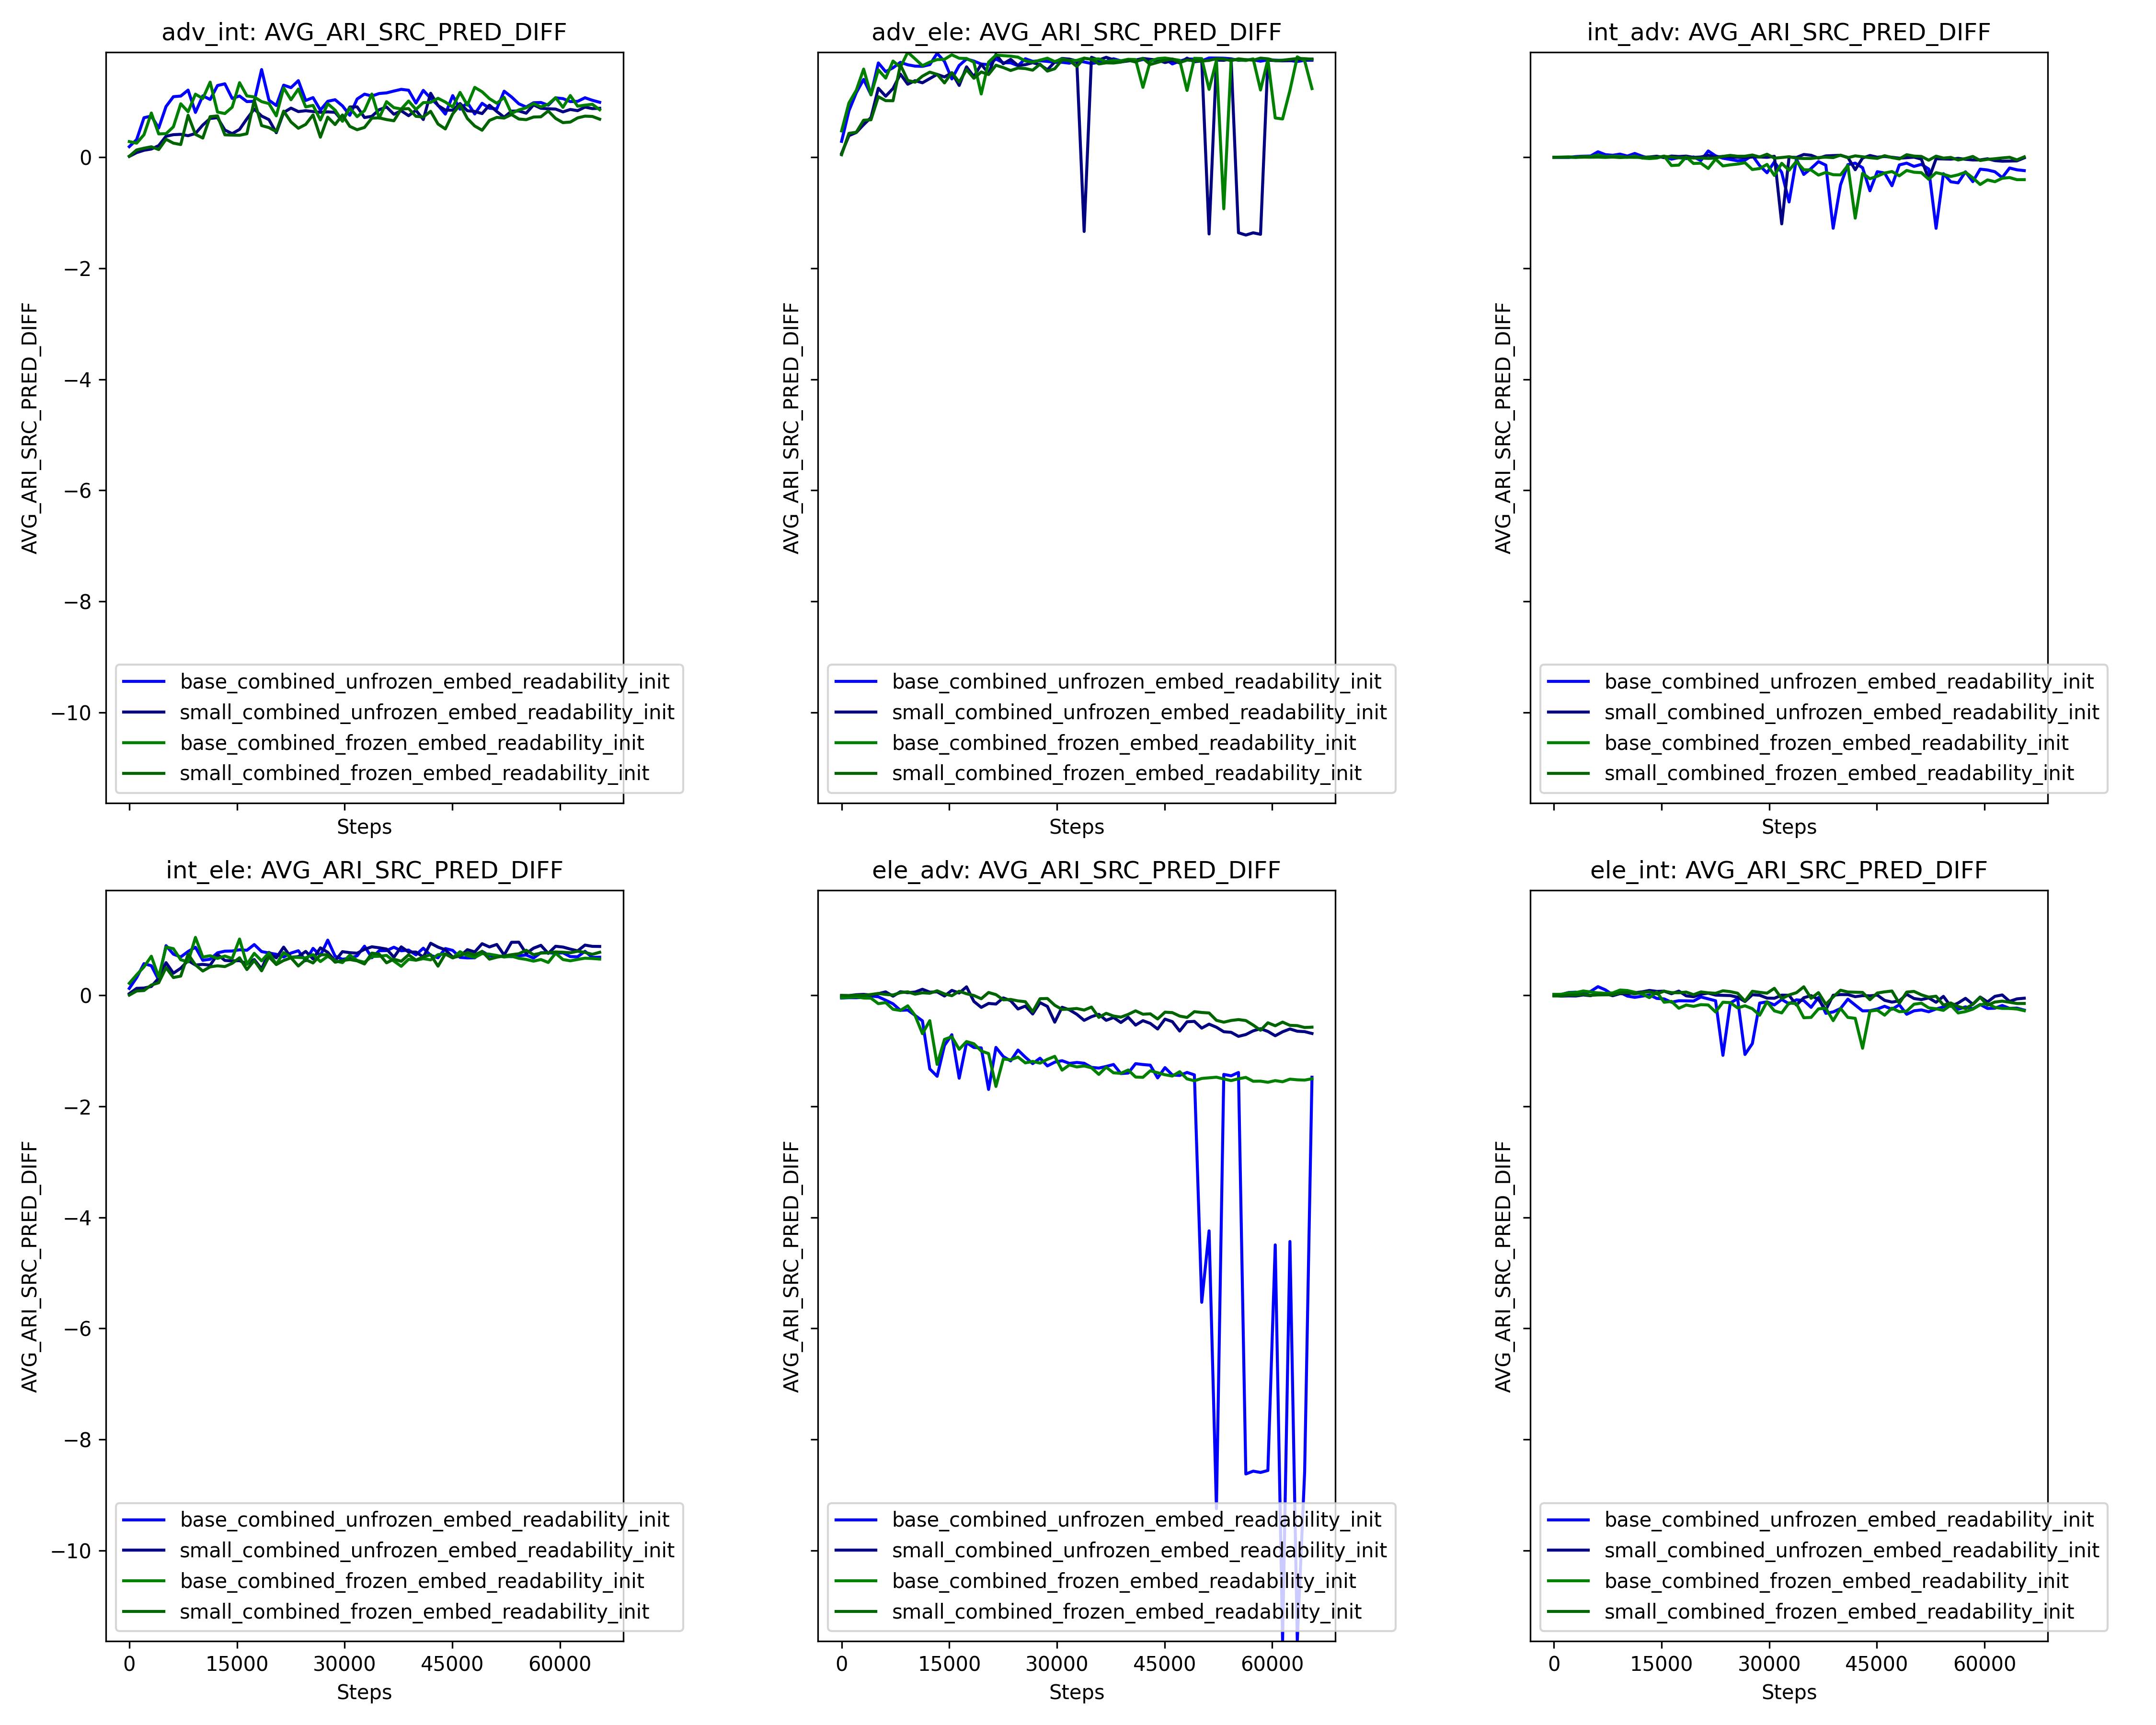 adv_int: AVG_ARI_SRC_PRED_DIFF
adv_ele: AVG_ARI_SRC_PRED_DIFF
int_adv: AVG_ARI_SRC_PRED_DIFF
AVG_ARI_SRC_PRED_DIFF
0
−2
−4
−6
−8
−10
base_combined_unfrozen_embed_readability_init
small_combined_unfrozen_embed_readability_init
base_combined_frozen_embed_readability_init
small_combined_frozen_embed_readability_init
Steps
AVG_ARI_SRC_PRED_DIFF
base_combined_unfrozen_embed_readability_init
small_combined_unfrozen_embed_readability_init
base_combined_frozen_embed_readability_init
small_combined_frozen_embed_readability_init
Steps
AVG_ARI_SRC_PRED_DIFF
base_combined_unfrozen_embed_readability_init
small_combined_unfrozen_embed_readability_init
base_combined_frozen_embed_readability_init
small_combined_frozen_embed_readability_init
Steps
int_ele: AVG_ARI_SRC_PRED_DIFF
ele_adv: AVG_ARI_SRC_PRED_DIFF
ele_int: AVG_ARI_SRC_PRED_DIFF
AVG_ARI_SRC_PRED_DIFF
0
−2
−4
−6
−8
−10
base_combined_unfrozen_embed_readability_init
small_combined_unfrozen_embed_readability_init
base_combined_frozen_embed_readability_init
small_combined_frozen_embed_readability_init
0 15000 30000 45000 60000
Steps
AVG_ARI_SRC_PRED_DIFF
base_combined_unfrozen_embed_readability_init
small_combined_unfrozen_embed_readability_init
base_combined_frozen_embed_readability_init
small_combined_frozen_embed_readability_init
0 15000 30000 45000 60000
Steps
AVG_ARI_SRC_PRED_DIFF
base_combined_unfrozen_embed_readability_init
small_combined_unfrozen_embed_readability_init
base_combined_frozen_embed_readability_init
small_combined_frozen_embed_readability_init
0 15000 30000 45000 60000
Steps